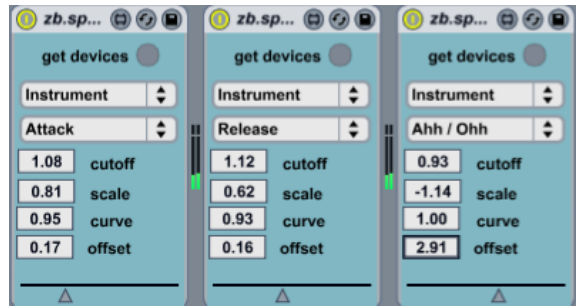 zb.sp...
get devices
Instrument
Attack
1.08 cutoff
0.81 scale
0.95 curve
0.17 offset
zb.sp...
get devices
Instrument
Release
1.12 cutoff
0.62 scale
0.93 curve
0.16 offset
zb.sp...
get devices
Instrument
Ahh / Ohh
0.93 cutoff
-1.14 scale
1.00 curve
2.91 offset